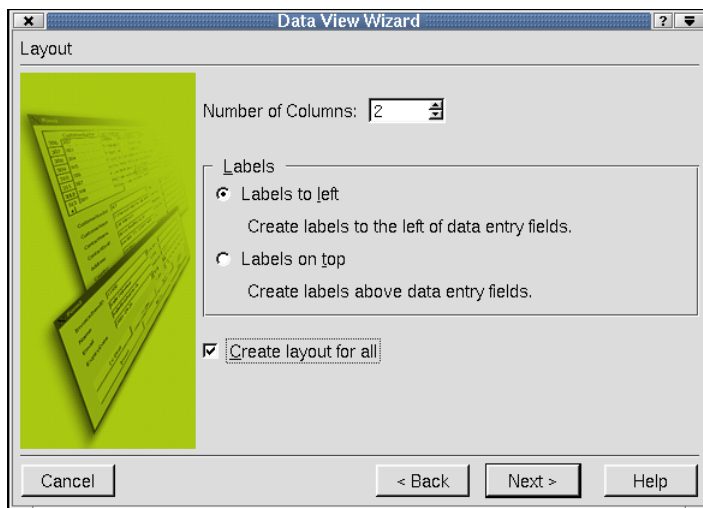 Data View Wizard
Layout
Number of Columns: 2
Labels
Labels to left
Create labels to the left of data entry fields.
Labels on top
Create labels above data entry fields.
Create layout for all
Cancel
< Back
Next >
Help